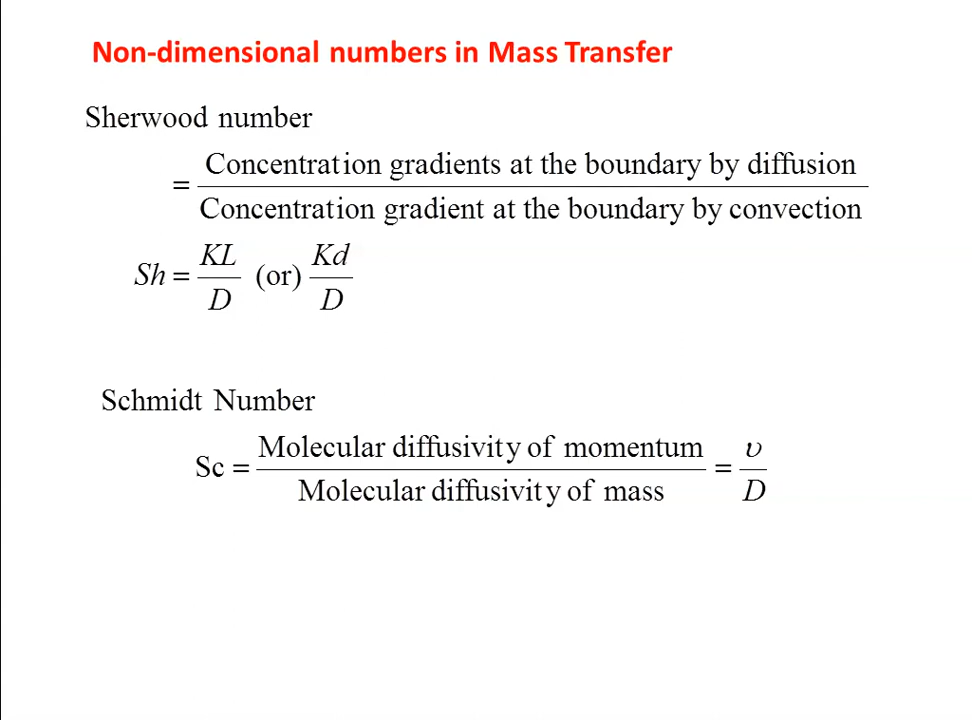 Non-dimensional numbers in Mass Transfer
Sherwood number
= Concentration gradients at the boundary by diffusion / Concentration gradient at the boundary by convection
Sh = KL / D (or) Kd / D
Schmidt Number
Sc = Molecular diffusivity of momentum / Molecular diffusivity of mass = υ / D